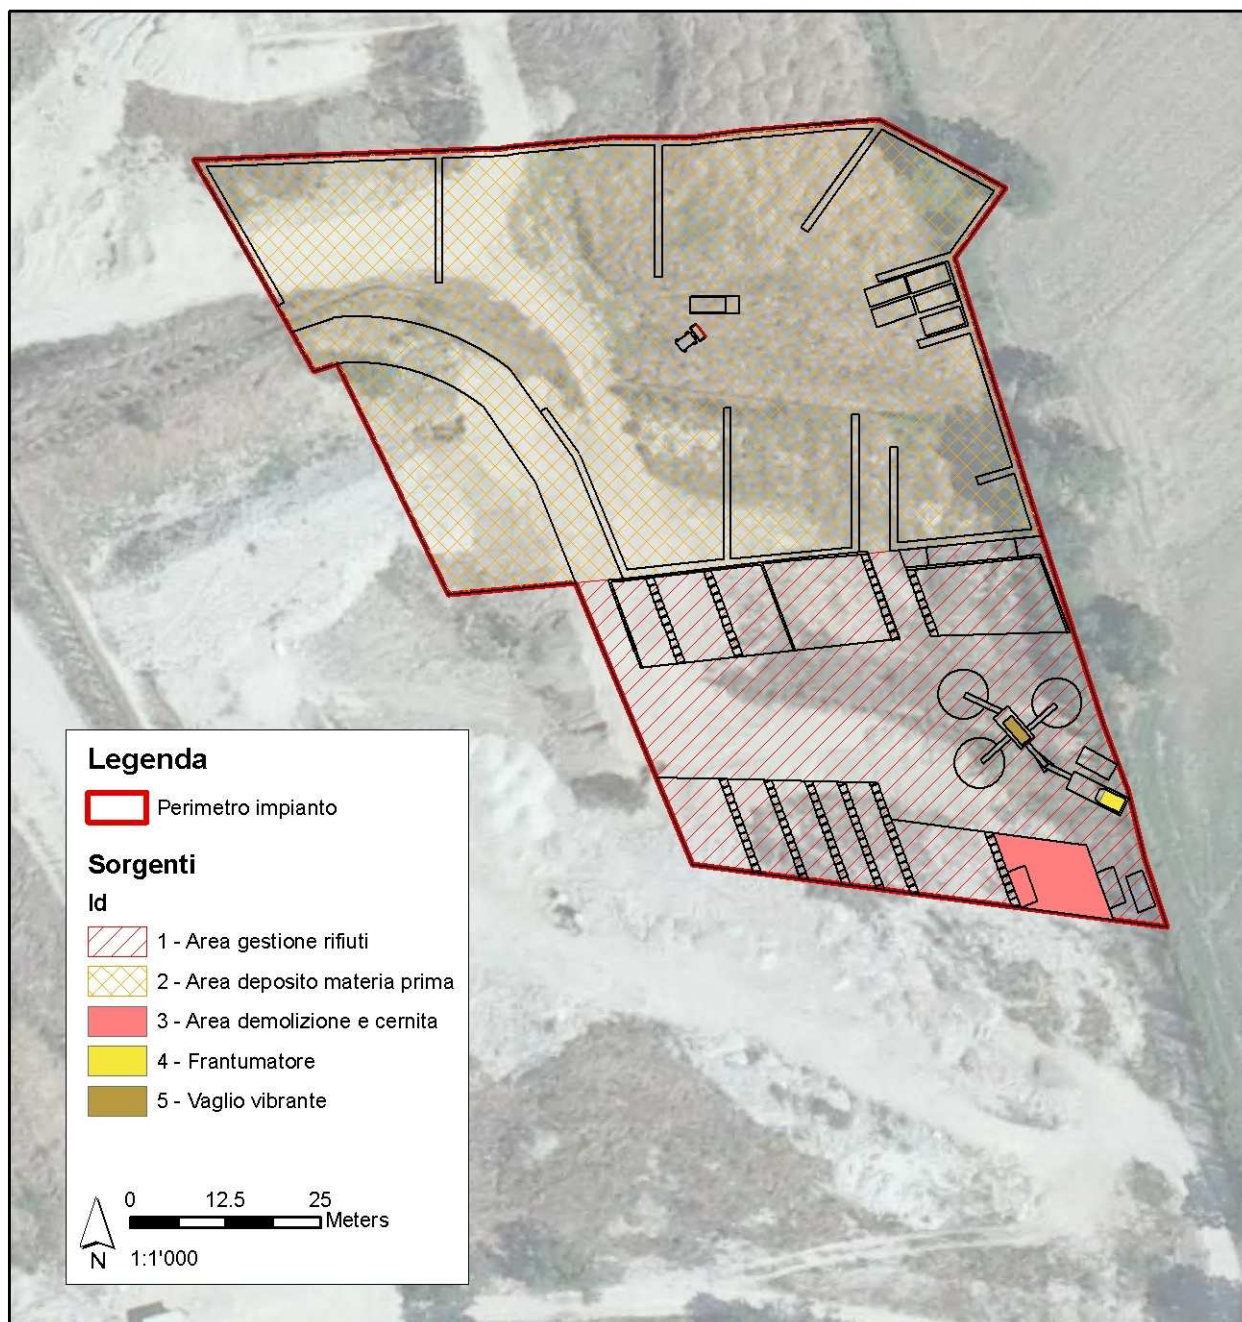 Legenda
Perimetro impianto
Sorgenti
Id
1 - Area gestione rifiuti
2 - Area deposito materia prima
3 - Area demolizione e cernita
4 - Frantumatore
5 - Vaglio vibrante
0 12.5 25
Meters
N
1:1'000